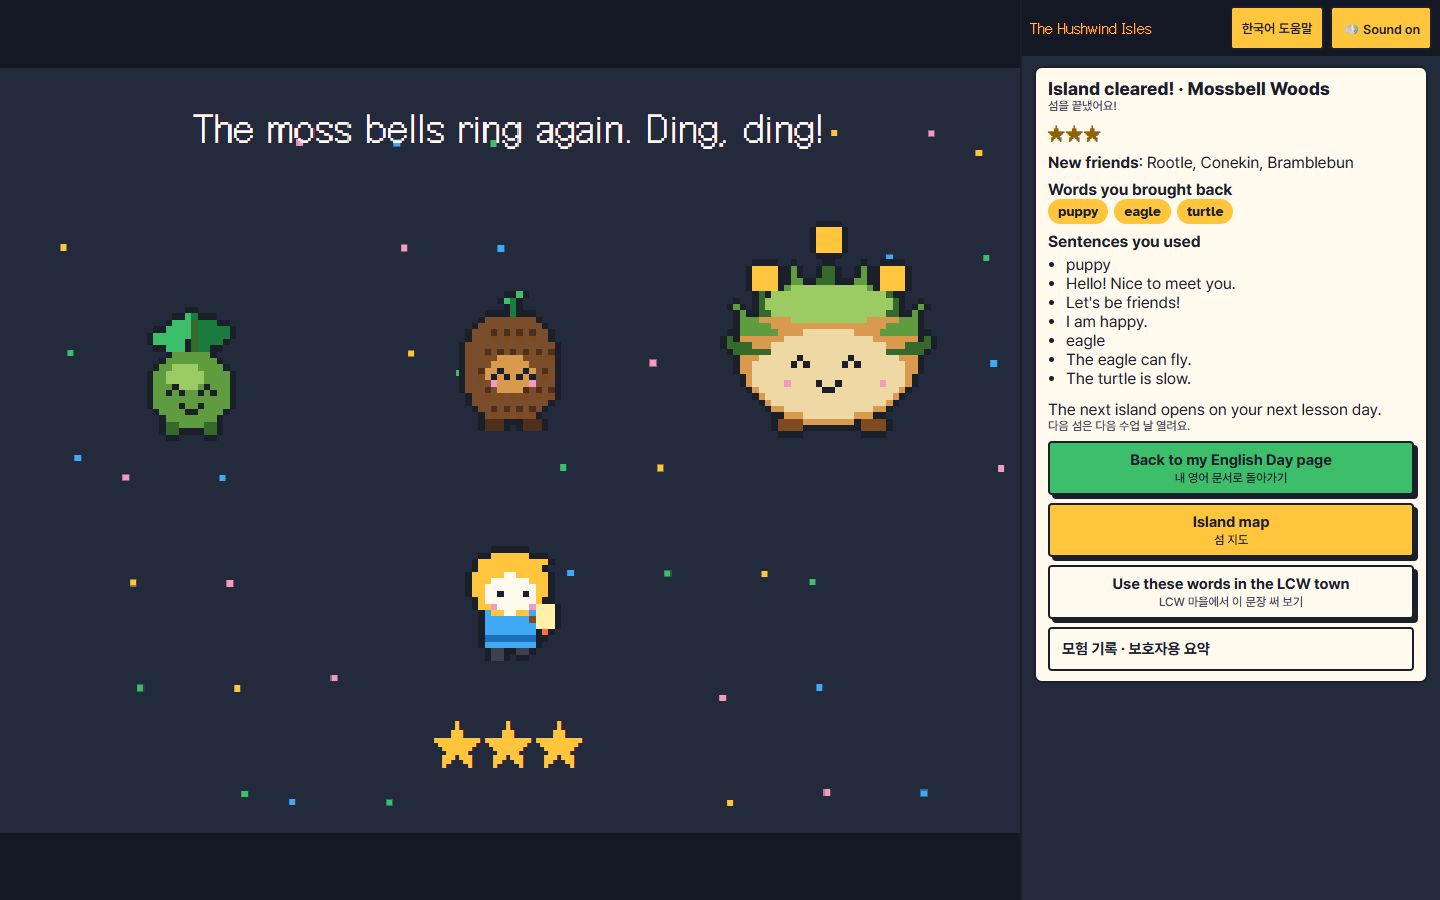 The moss bells ring again. Ding, ding!
The Hushwind Isles
한국어 도움말
Sound on
Island cleared! · Mossbell Woods
섬을 끝냈어요!
New friends: Rootle, Conekin, Bramblebun
Words you brought back
puppy eagle turtle
Sentences you used
• puppy
• Hello! Nice to meet you.
• Let's be friends!
• I am happy.
• eagle
• The eagle can fly.
• The turtle is slow.
The next island opens on your next lesson day.
다음 섬은 다음 수업 날 열려요.
Back to my English Day page
내 영어 문서로 돌아가기
Island map
섬 지도
Use these words in the LCW town
LCW 마을에서 이 문장 써 보기
모험 기록 · 보호자용 요약